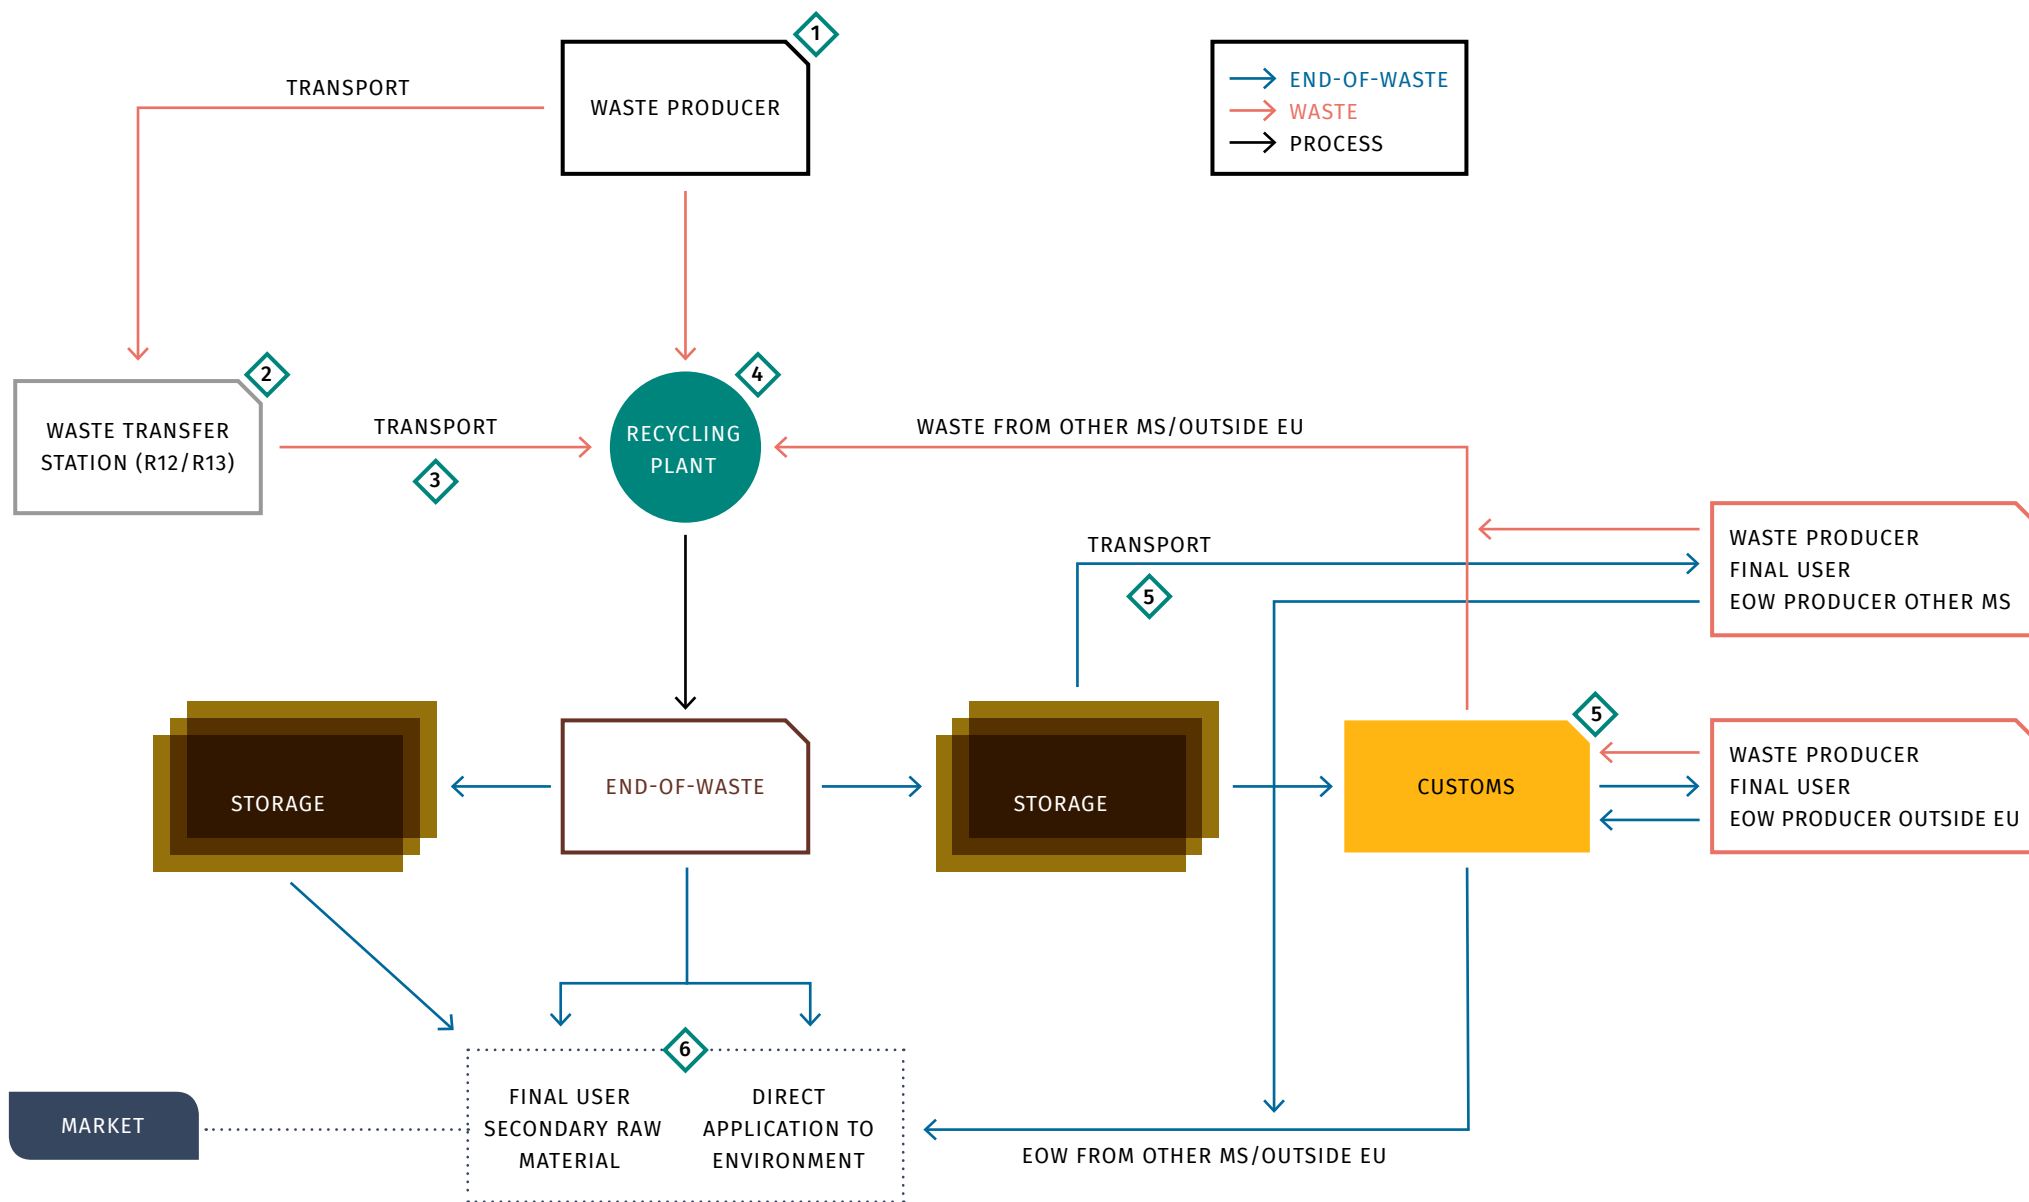 1
TRANSPORT
WASTE PRODUCER
END-OF-WASTE
WASTE
PROCESS
2
4
WASTE TRANSFER
STATION (R12/R13)
TRANSPORT
3
RECYCLING
PLANT
WASTE FROM OTHER MS/OUTSIDE EU
TRANSPORT
5
WASTE PRODUCER
FINAL USER
EOW PRODUCER OTHER MS
STORAGE
END-OF-WASTE
STORAGE
CUSTOMS
5
WASTE PRODUCER
FINAL USER
EOW PRODUCER OUTSIDE EU
6
MARKET
FINAL USER
SECONDARY RAW
MATERIAL
DIRECT
APPLICATION TO
ENVIRONMENT
EOW FROM OTHER MS/OUTSIDE EU